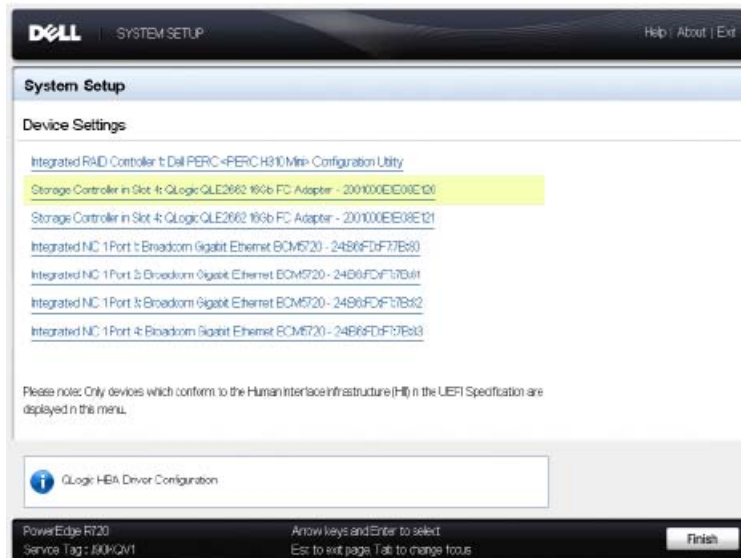 DELL
SYSTEM SETUP
Help | About | Exit
System Setup
Device Settings
Integrated RAID Controller 1: Dell PERC <PERC H310 Mini> Configuration Utility
Storage Controller in Slot 4: QLogic QLE2662 16Gb FC Adapter - 2001000E1E08E120
Storage Controller in Slot 4: QLogic QLE2662 16Gb FC Adapter - 2001000E1E08E121
Integrated NIC 1 Port 1: Broadcom Gigabit Ethernet BCM5720 - 24:B6:FD:F7:7B:80
Integrated NIC 1 Port 2: Broadcom Gigabit Ethernet BCM5720 - 24:B6:FD:F7:7B:81
Integrated NIC 1 Port 3: Broadcom Gigabit Ethernet BCM5720 - 24:B6:FD:F7:7B:82
Integrated NIC 1 Port 4: Broadcom Gigabit Ethernet BCM5720 - 24:B6:FD:F7:7B:83
Please note: Only devices which conform to the Human Interface Infrastructure (HII) in the UEFI Specification are
displayed in this menu.
QLogic HBA Driver Configuration
PowerEdge R720
Arrow keys and Enter to select
Service Tag : J90KQV1
Esc to exit page, Tab to change focus
Finish